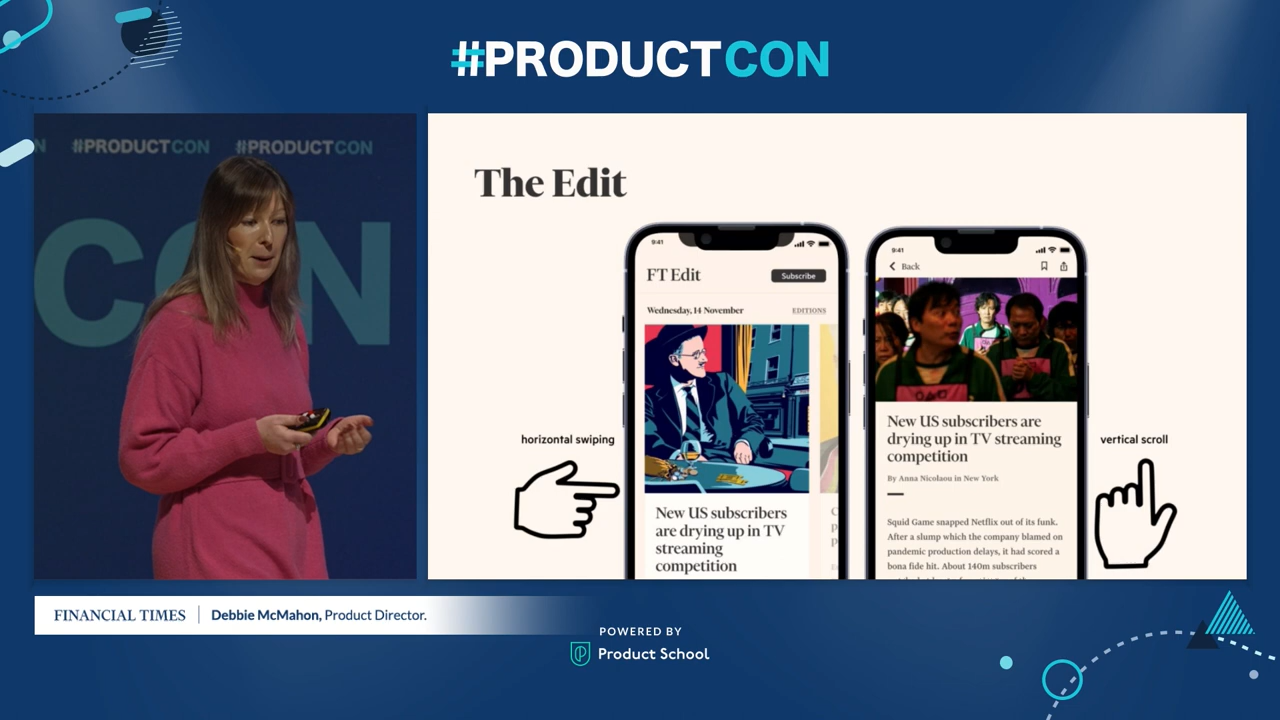 #PRODUCTCON
N #PRODUCTCON #PRODUCTCON
CON
The Edit
9:41
FT Edit
Subscribe
Wednesday, 14 November
EDITIONS
New US subscribers
are drying up in TV
streaming
competition
horizontal swiping
9:41
Back
New US subscribers are
drying up in TV streaming
competition
By Anna Nicolaou in New York
Squid Game snapped Netflix out of its funk.
After a slump which the company blamed on
pandemic production delays, it had scored a
bona fide hit. About 140m subscribers
vertical scroll
FINANCIAL TIMES
Debbie McMahon, Product Director.
POWERED BY
Product School